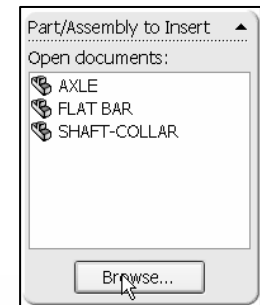 Part/Assembly to Insert
Open documents:
AXLE
FLAT BAR
SHAFT-COLLAR
Browse...